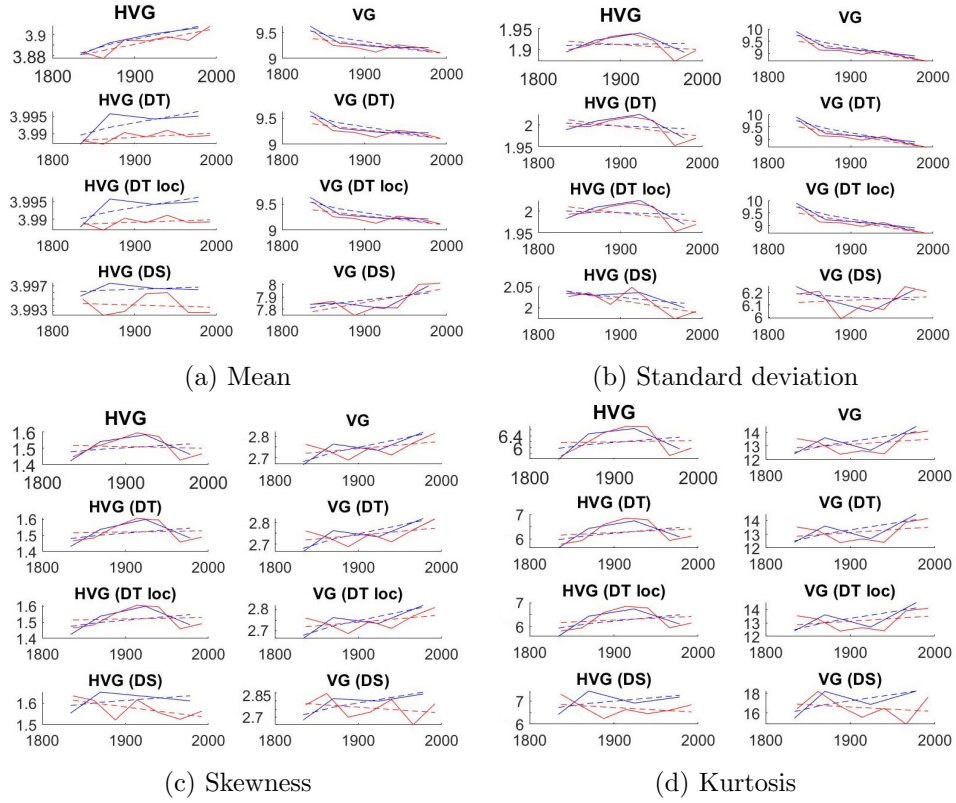 HVG
3.9
3.88
1800 1900 2000
VG
9.5
9
1800 1900 2000
HVG (DT)
3.995
3.99
1800 1900 2000
VG (DT)
9.5
9
1800 1900 2000
HVG (DT loc)
3.995
3.99
1800 1900 2000
VG (DT loc)
9.5
9
1800 1900 2000
HVG (DS)
3.997
3.993
1800 1900 2000
VG (DS)
8
7.9
7.8
1800 1900 2000
(a) Mean
HVG
1.95
1.9
1800 1900 2000
VG
10
9.5
9
1800 1900 2000
HVG (DT)
2
1.95
1800 1900 2000
VG (DT)
10
9.5
9
1800 1900 2000
HVG (DT loc)
2
1.95
1800 1900 2000
VG (DT loc)
10
9.5
9
1800 1900 2000
HVG (DS)
2.05
2
1800 1900 2000
VG (DS)
6.2
6.1
6
1800 1900 2000
(b) Standard deviation
HVG
1.6
1.5
1.4
1800 1900 2000
VG
2.8
2.7
1800 1900 2000
HVG (DT)
1.6
1.5
1.4
1800 1900 2000
VG (DT)
2.8
2.7
1800 1900 2000
HVG (DT loc)
1.6
1.5
1.4
1800 1900 2000
VG (DT loc)
2.8
2.7
1800 1900 2000
HVG (DS)
1.6
1.5
1800 1900 2000
VG (DS)
2.85
2.7
1800 1900 2000
(c) Skewness
HVG
6.4
6
1800 1900 2000
VG
14
13
12
1800 1900 2000
HVG (DT)
7
6
1800 1900 2000
VG (DT)
14
13
12
1800 1900 2000
HVG (DT loc)
7
6
1800 1900 2000
VG (DT loc)
14
13
12
1800 1900 2000
HVG (DS)
7
6
1800 1900 2000
VG (DS)
18
16
1800 1900 2000
(d) Kurtosis